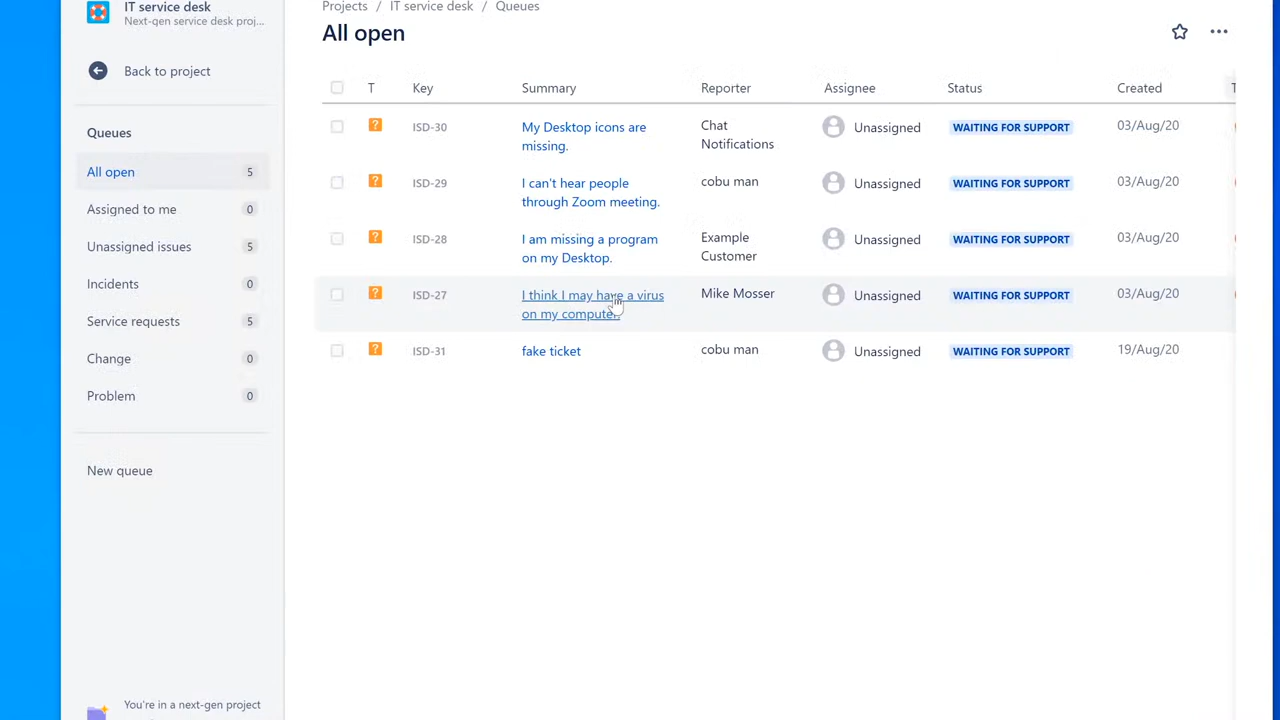 IT service desk
Next-gen service desk proj...
Back to project
Queues
All open 5
Assigned to me 0
Unassigned issues 5
Incidents 0
Service requests 5
Change 0
Problem 0
New queue
You're in a next-gen project
Projects / IT service desk / Queues
All open
T Key Summary Reporter Assignee Status Created T
? ISD-30 My Desktop icons are Chat Unassigned WAITING FOR SUPPORT 03/Aug/20
missing. Notifications
? ISD-29 I can't hear people cobu man Unassigned WAITING FOR SUPPORT 03/Aug/20
through Zoom meeting.
? ISD-28 I am missing a program Example Unassigned WAITING FOR SUPPORT 03/Aug/20
on my Desktop. Customer
? ISD-27 I think I may have a virus Mike Mosser Unassigned WAITING FOR SUPPORT 03/Aug/20
on my computer.
? ISD-31 fake ticket cobu man Unassigned WAITING FOR SUPPORT 19/Aug/20